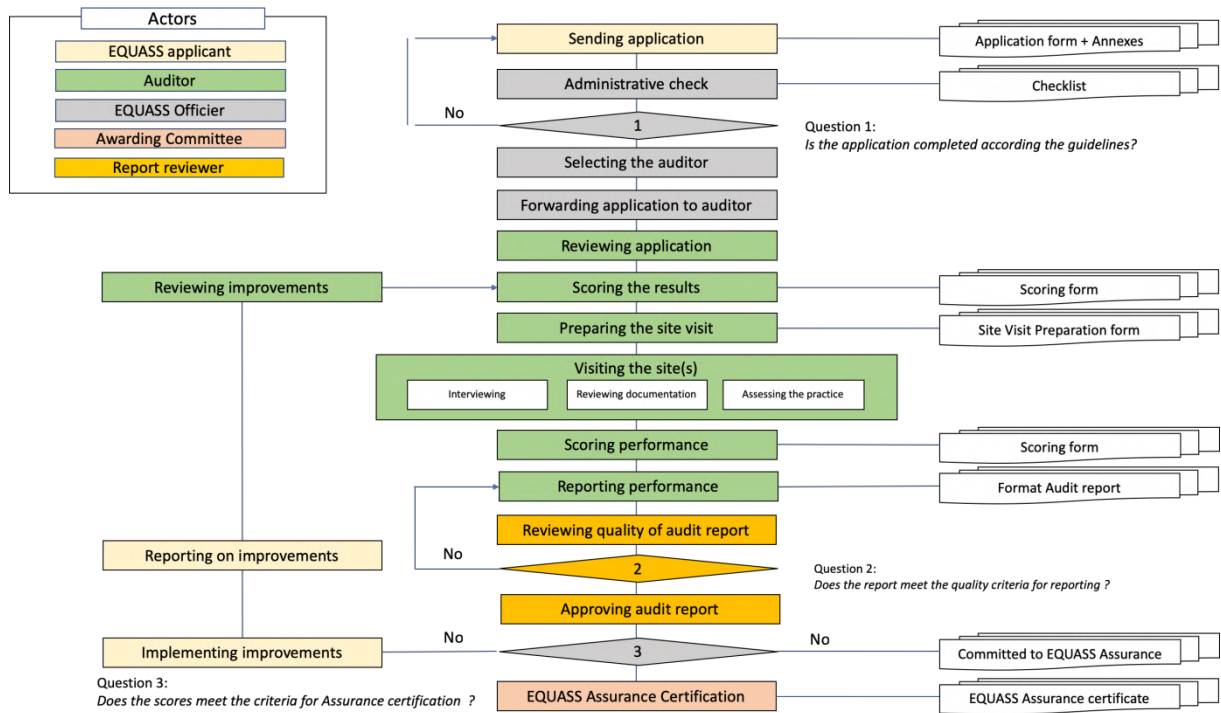 Actors
EQUASS applicant
Auditor
EQUASS Officier
Awarding Committee
Report reviewer
Sending application
Application form + Annexes
Administrative check
Checklist
No
1
Question 1:
Is the application completed according the guidelines?
Selecting the auditor
Forwarding application to auditor
Reviewing application
Reviewing improvements
Scoring the results
Scoring form
Preparing the site visit
Site Visit Preparation form
Visiting the site(s)
Interviewing
Reviewing documentation
Assessing the practice
Scoring performance
Scoring form
Reporting performance
Format Audit report
Reviewing quality of audit report
Reporting on improvements
No
2
Question 2:
Does the report meet the quality criteria for reporting ?
Approving audit report
No
No
Implementing improvements
3
Committed to EQUASS Assurance
Question 3:
Does the scores meet the criteria for Assurance certification ?
EQUASS Assurance Certification
EQUASS Assurance certificate